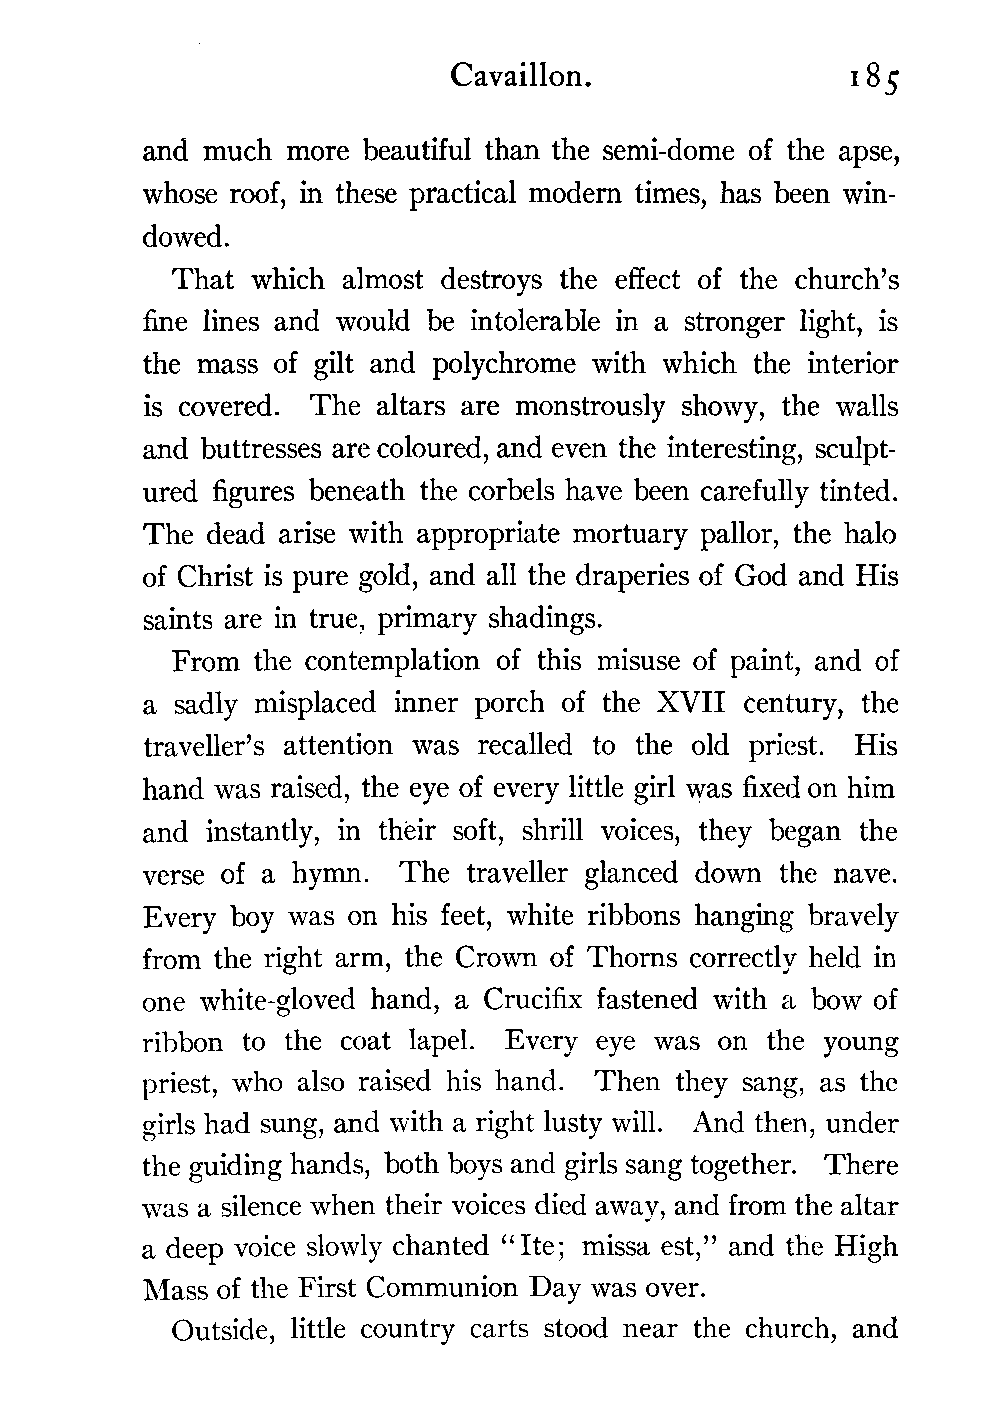 Cavaillon. 185
and much more beautiful than the semi-dome of the apse,
whose roof, in these practical modern times, has been win-
dowed.
That which almost destroys the effect of the church's
fine lines and would be intolerable in a stronger light, is
the mass of gilt and polychrome with which the interior
is covered. The altars are monstrously showy, the walls
and buttresses are coloured, and even the interesting, sculpt-
ured figures beneath the corbels have been carefully tinted.
The dead arise with appropriate mortuary pallor, the halo
of Christ is pure gold, and all the draperies of God and His
saints are in true, primary shadings.
From the contemplation of this misuse of paint, and of
a sadly misplaced inner porch of the XVII century, the
traveller's attention was recalled to the old priest. His
hand was raised, the eye of every little girl was fixed on him
and instantly, in their soft, shrill voices, they began the
verse of a hymn. The traveller glanced down the nave.
Every boy was on his feet, white ribbons hanging bravely
from the right arm, the Crown of Thorns correctly held in
one white-gloved hand, a Crucifix fastened with a bow of
ribbon to the coat lapel. Every eye was on the young
priest, who also raised his hand. Then they sang, as the
girls had sung, and with a right lusty will. And then, under
the guiding hands, both boys and girls sang together. There
was a silence when their voices died away, and from the altar
a deep voice slowly chanted "Ite; missa est," and the High
Mass of the First Communion Day was over.
Outside, little country carts stood near the church, and